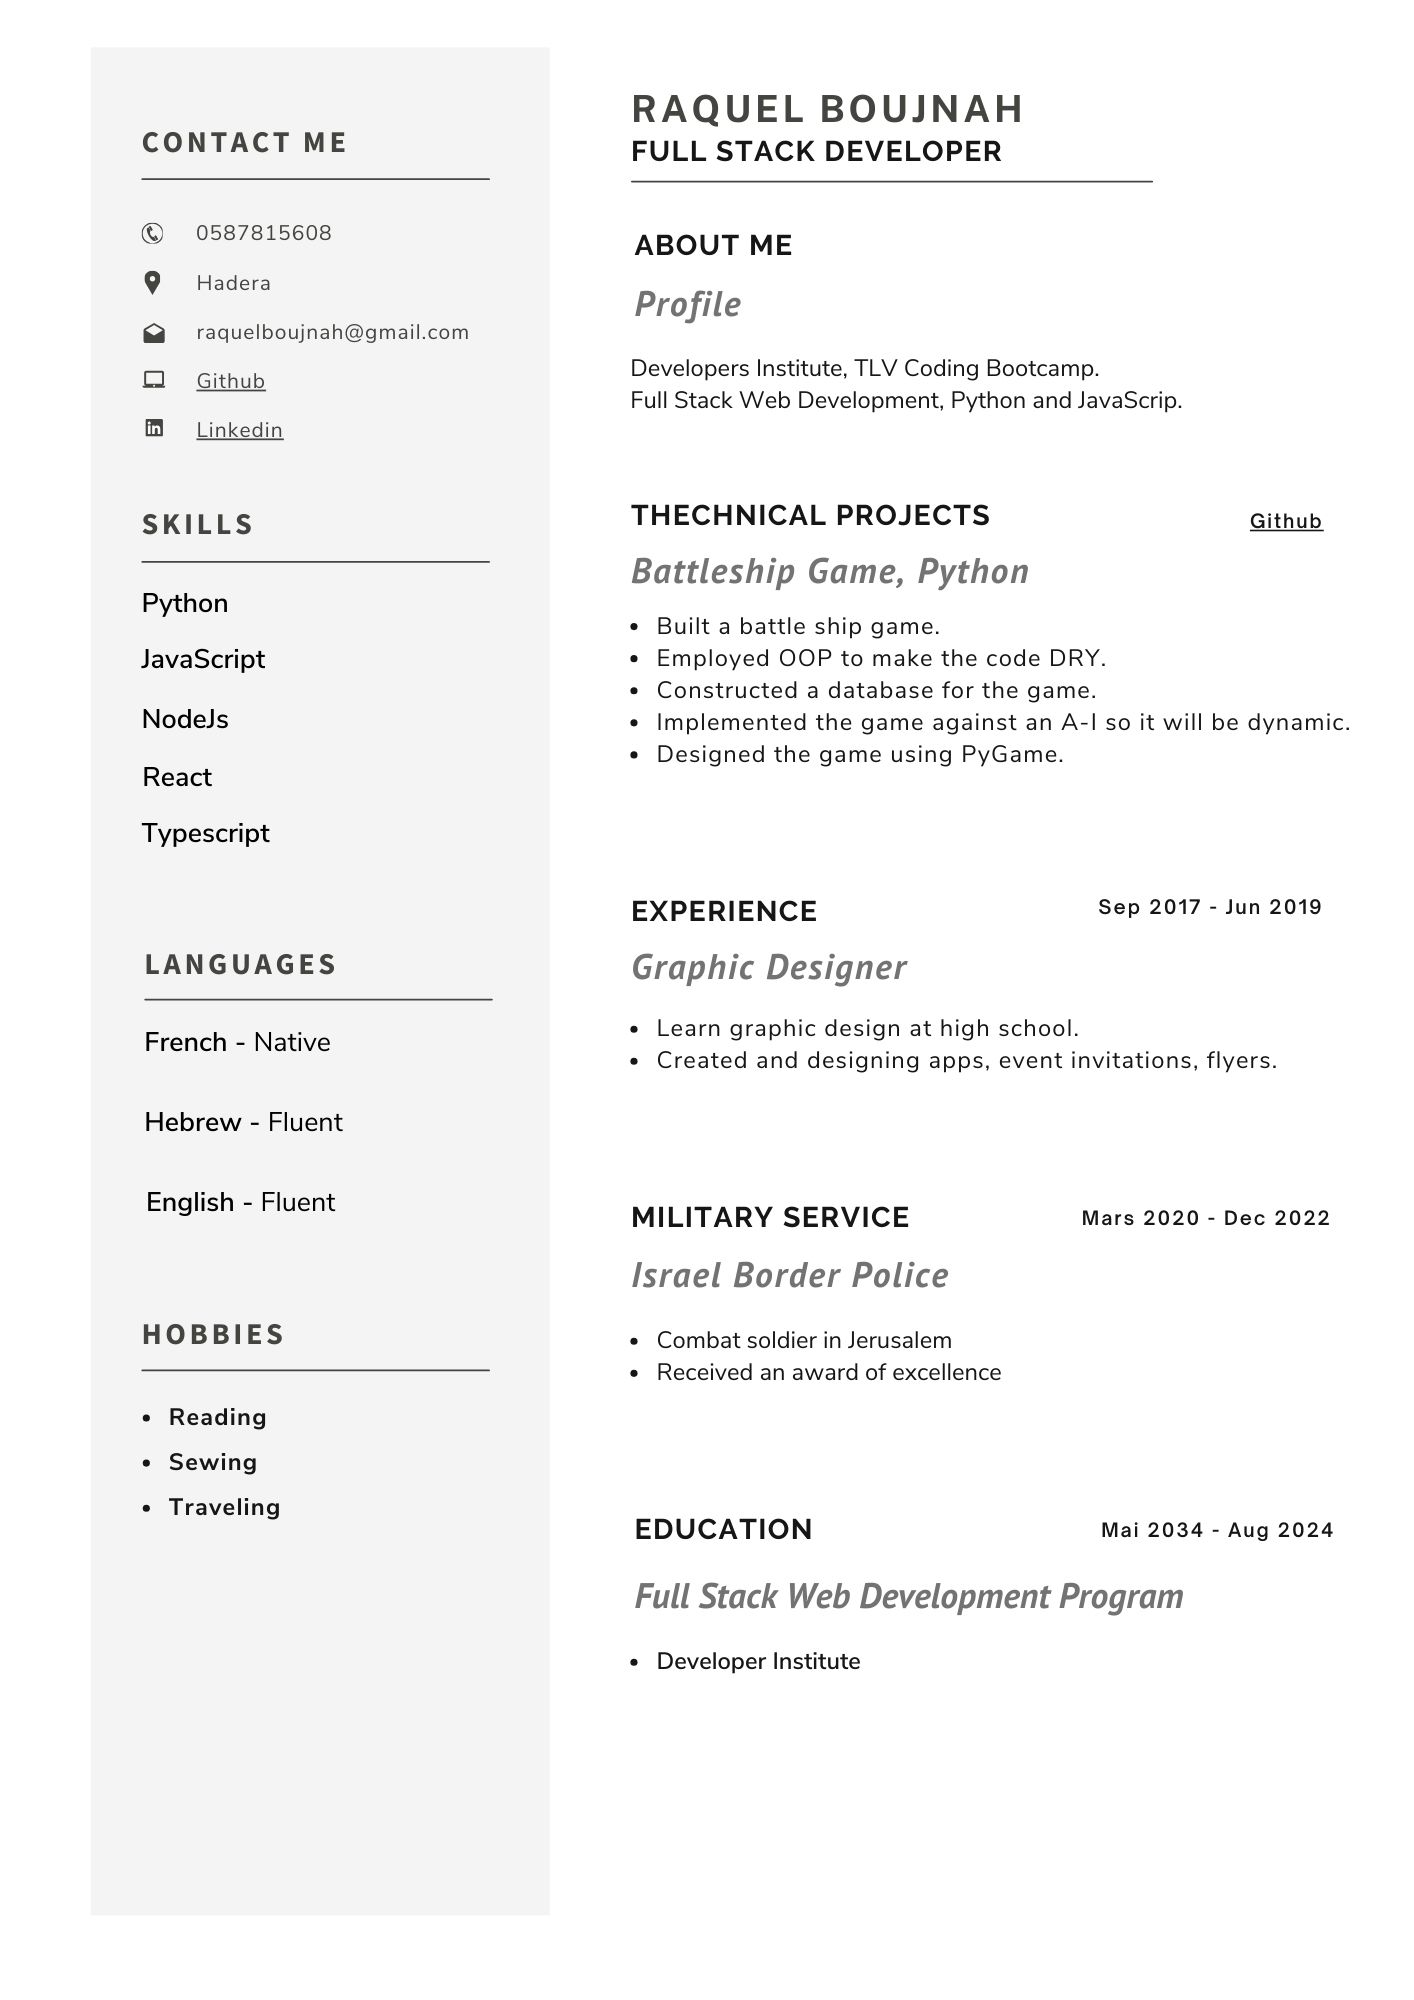 CONTACT ME
0587815608
Hadera
raquelboujnah@gmail.com
Github
Linkedin
SKILLS
Python
JavaScript
NodeJs
React
Typescript
LANGUAGES
French - Native
Hebrew - Fluent
English - Fluent
HOBBIES
• Reading
• Sewing
• Traveling
RAQUEL BOUJNAH
FULL STACK DEVELOPER
ABOUT ME
Profile
Developers Institute, TLV Coding Bootcamp.
Full Stack Web Development, Python and JavaScrip.
THECHNICAL PROJECTS
Github
Battleship Game, Python
• Built a battle ship game.
• Employed OOP to make the code DRY.
• Constructed a database for the game.
• Implemented the game against an A-I so it will be dynamic.
• Designed the game using PyGame.
EXPERIENCE
Sep 2017 - Jun 2019
Graphic Designer
• Learn graphic design at high school.
• Created and designing apps, event invitations, flyers.
MILITARY SERVICE
Mars 2020 - Dec 2022
Israel Border Police
• Combat soldier in Jerusalem
• Received an award of excellence
EDUCATION
Mai 2034 - Aug 2024
Full Stack Web Development Program
• Developer Institute